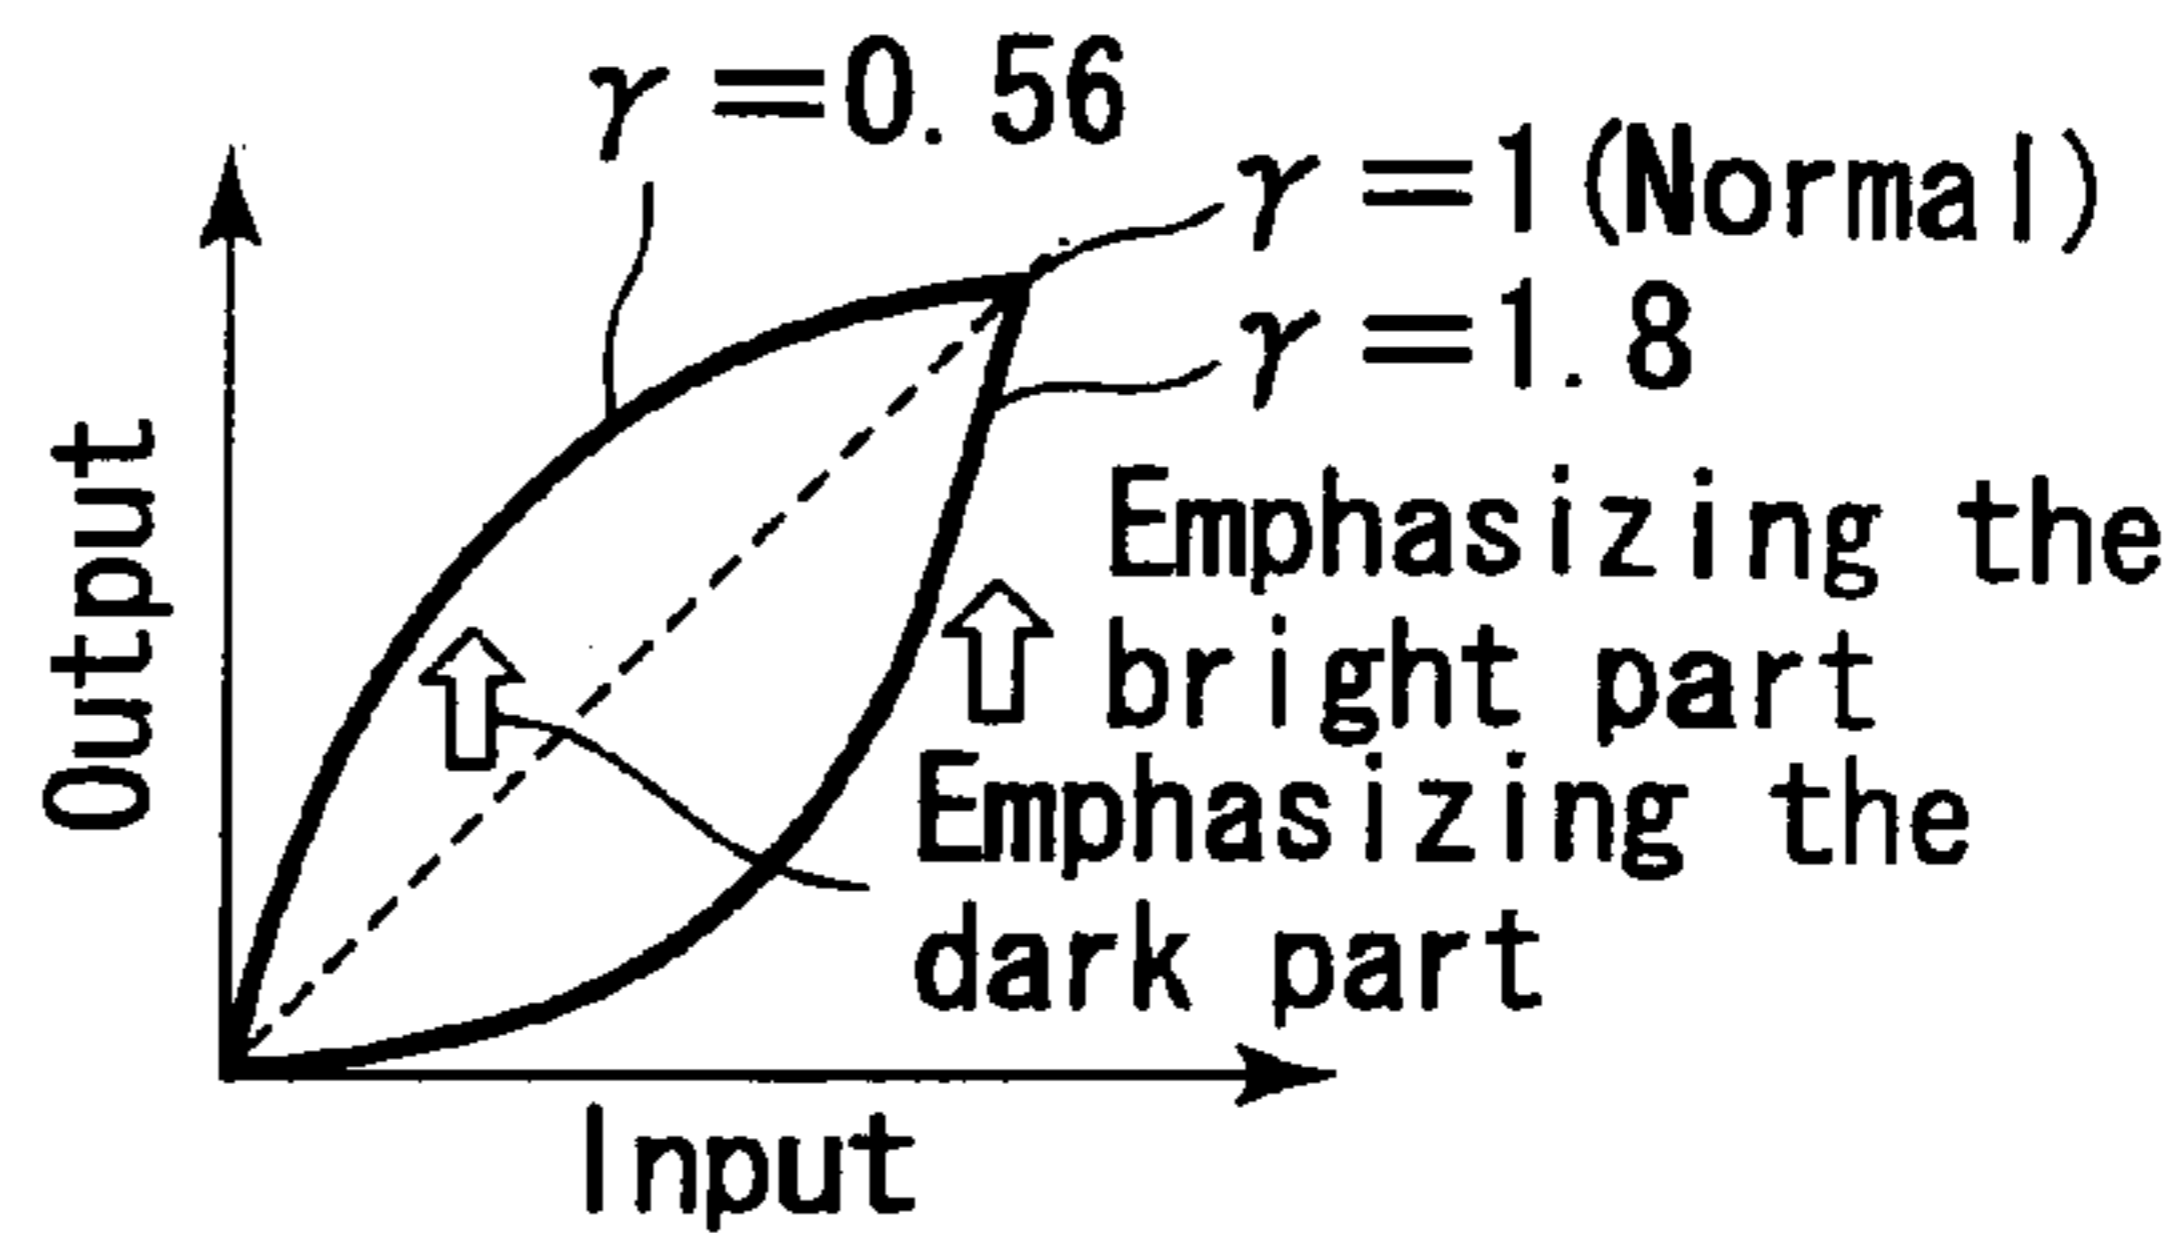 γ=0.56
γ=1(Normal)
γ=1.8
Emphasizing the
bright part
Emphasizing the
dark part
Output
Input